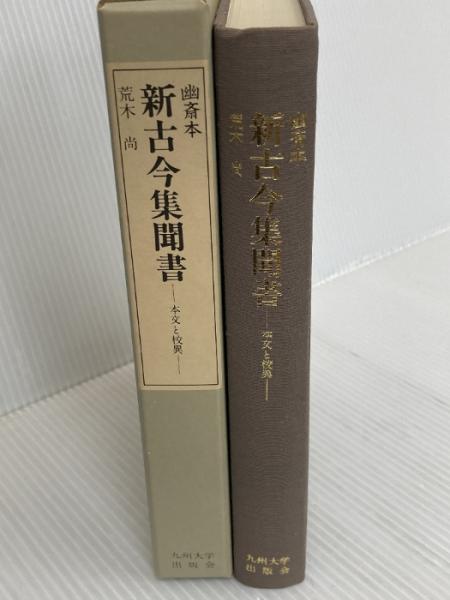 幽斎本
新古今集聞書
―本文と校異―
荒木 尚
九州大学
出版会
幽斎本
新古今集聞書
―本文と校異―
荒木 尚
九州大学
出版会